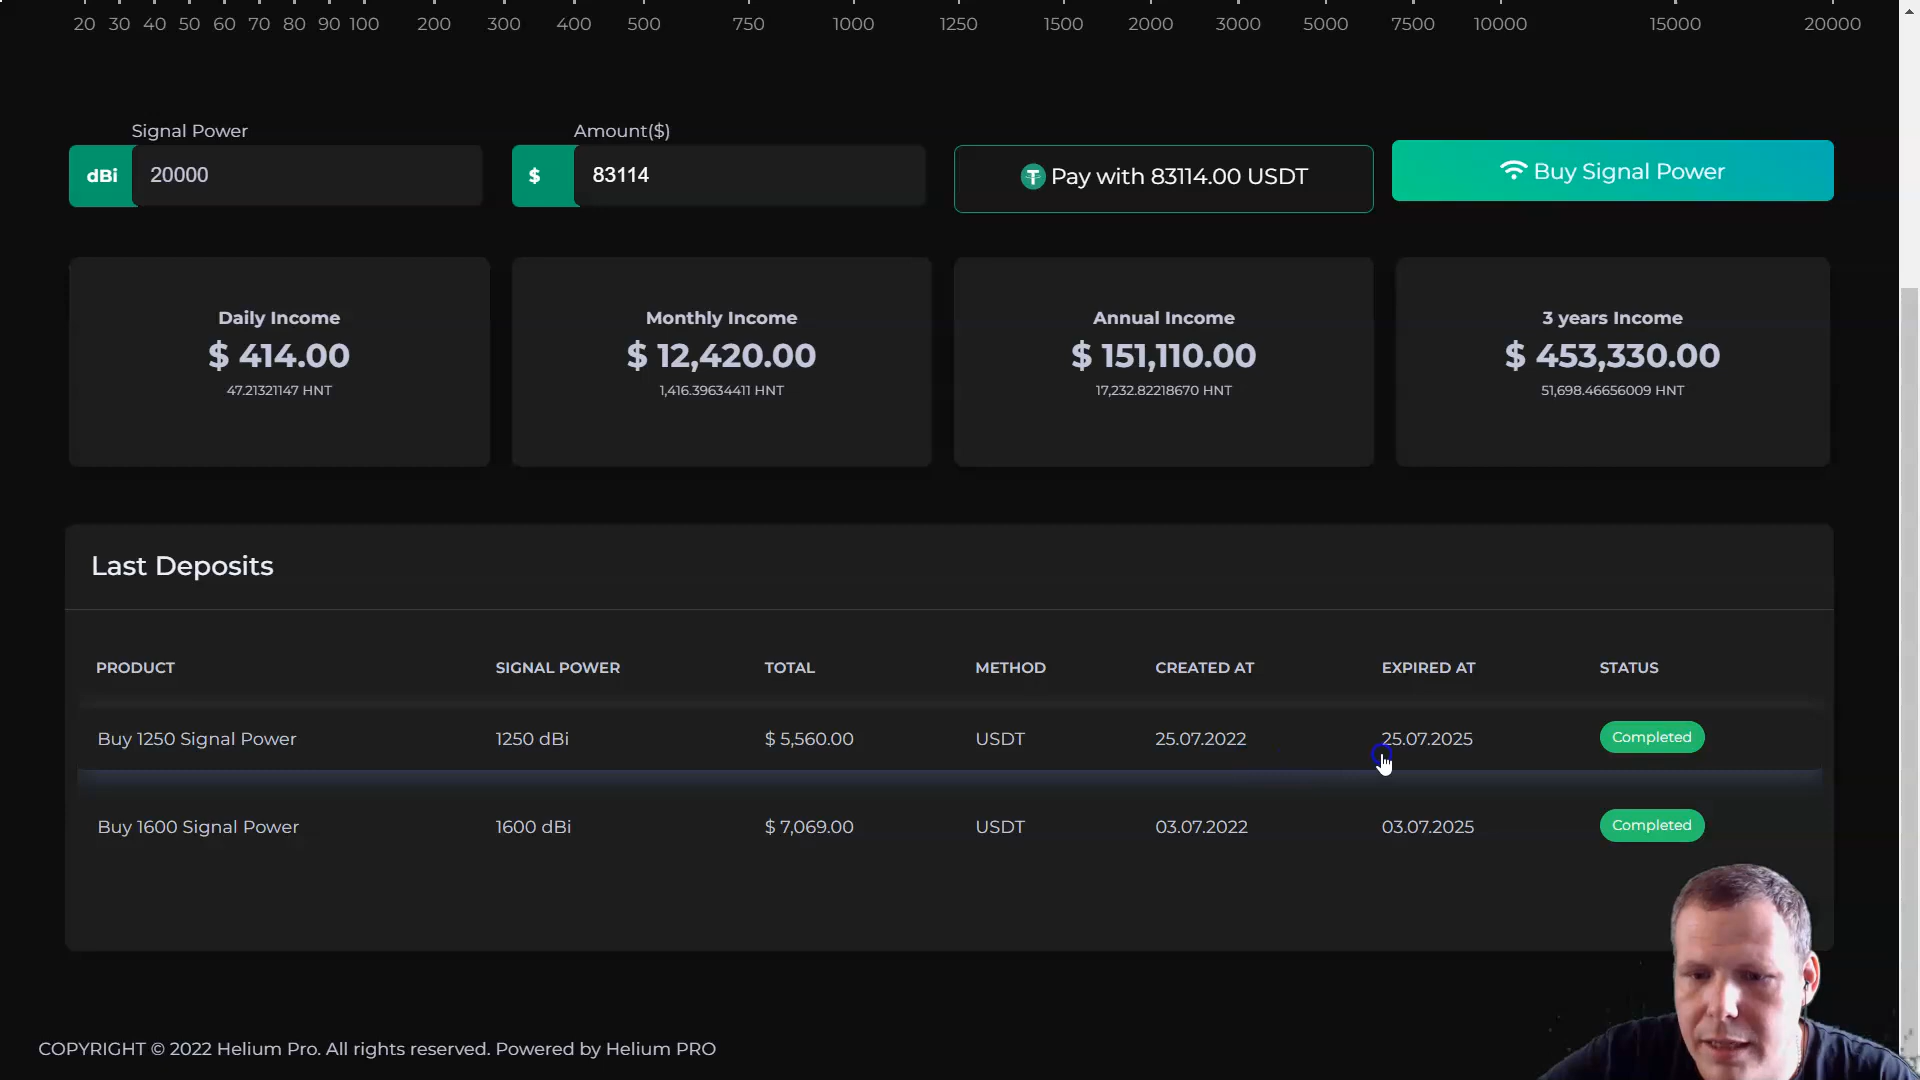 20 30 40 50 60 70 80 90 100 200 300 400 500 750 1000 1250 1500 2000 3000 5000 7500 10000 15000 20000
Signal Power Amount($)
dBi 20000 $ 83114 Pay with 83114.00 USDT Buy Signal Power
Daily Income Monthly Income Annual Income 3 years Income
$ 414.00 $ 12,420.00 $ 151,110.00 $ 453,330.00
47.21321147 HNT 1,416.39634411 HNT 17,232.82218670 HNT 51,698.46656009 HNT
Last Deposits
PRODUCT SIGNAL POWER TOTAL METHOD CREATED AT EXPIRED AT STATUS
Buy 1250 Signal Power 1250 dBi $ 5,560.00 USDT 25.07.2022 25.07.2025 Completed
Buy 1600 Signal Power 1600 dBi $ 7,069.00 USDT 03.07.2022 03.07.2025 Completed
COPYRIGHT © 2022 Helium Pro. All rights reserved. Powered by Helium PRO